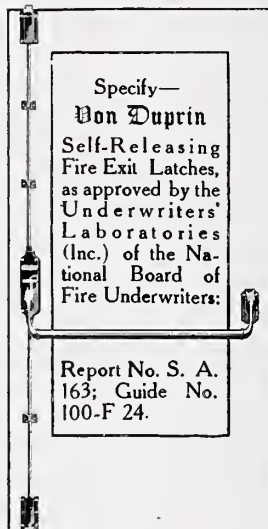 Specify—
Von Duprin
Self-Releasing
Fire Exit Latches,
as approved by the
Underwriters'
Laboratories
(Inc.) of the Na-
tional Board of
Fire Underwriters:
Report No. S. A.
163; Guide No.
100-F 24.